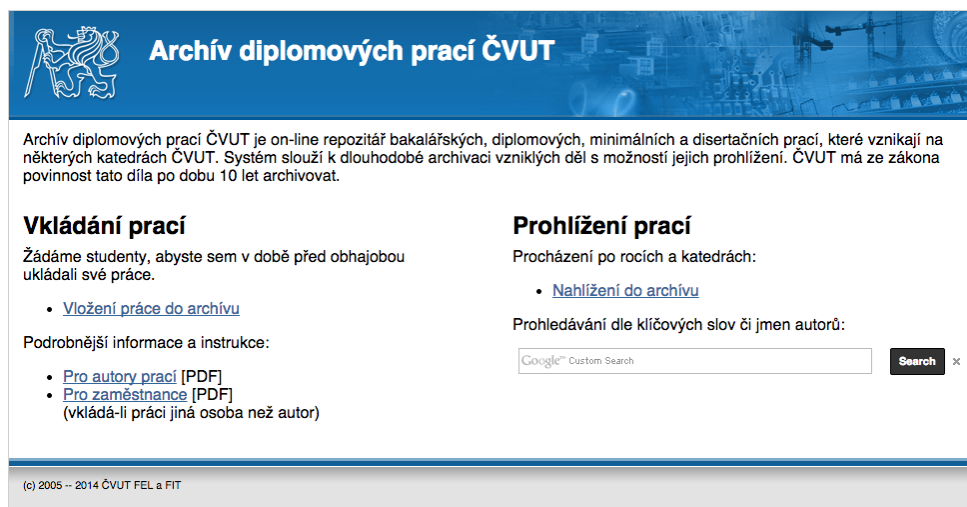 Archív diplomových prací ČVUT
Archív diplomových prací ČVUT je on-line repozitář bakalářských, diplomových, minimálních a disertačních prací, které vznikají na
některých katedrách ČVUT. Systém slouží k dlouhodobé archivaci vzniklých děl s možností jejich prohlížení. ČVUT má ze zákona
povinnost tato díla po dobu 10 let archivovat.
Vkládání prací
Žádáme studenty, abyste sem v době před obhajobou
ukládali své práce.
• Vložení práce do archívu
Podrobnější informace a instrukce:
• Pro autory prací [PDF]
• Pro zaměstnance [PDF]
(vkládá-li práci jiná osoba než autor)
Prohlížení prací
Procházení po rocích a katedrách:
• Nahlížení do archívu
Prohledávání dle klíčových slov či jmen autorů:
Google™ Custom Search
Search ×
(c) 2005 -- 2014 ČVUT FEL a FIT